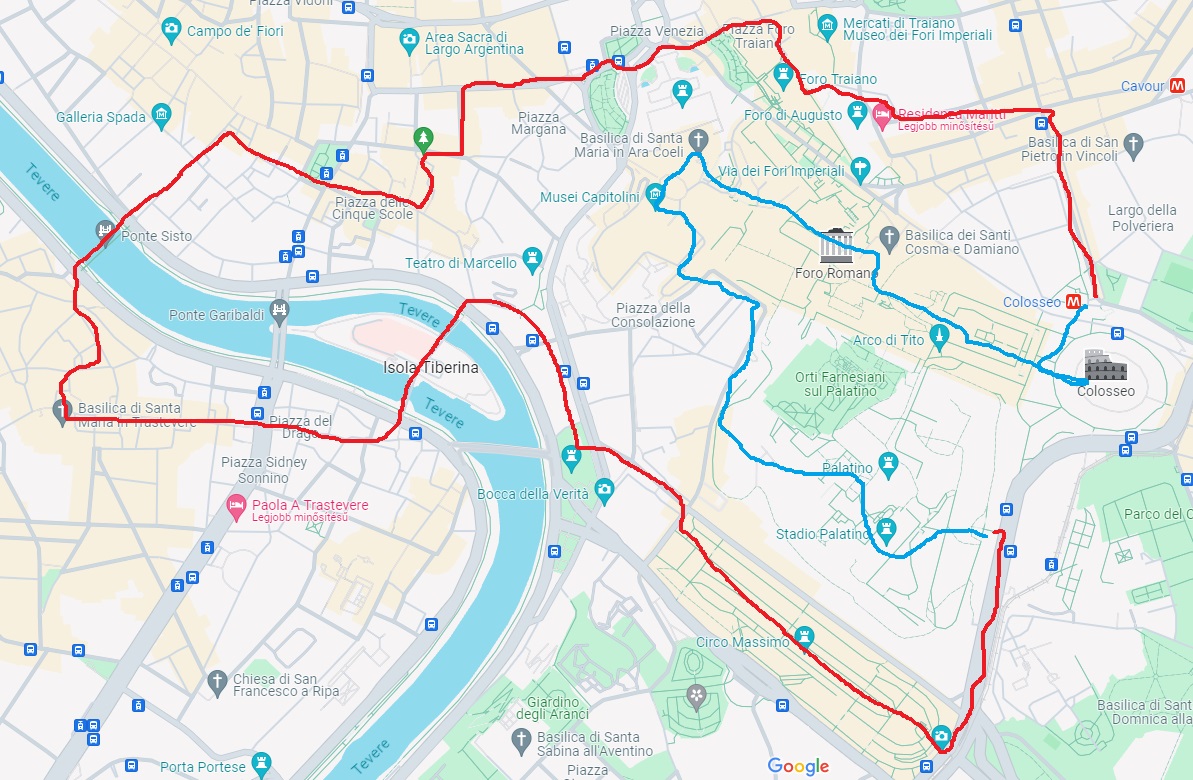 Piazza Vidoni
Campo de' Fiori
Area Sacra di
Largo Argentina
Piazza Venezia
Piazza Foro
Traiano
Mercati di Traiano
Museo dei Fori Imperiali
Foro Traiano
Cavour M
Galleria Spada
Piazza
Margana
Basilica di Santa
Maria in Ara Coeli
Foro di Augusto
Residenza Maritti
Legjobb minősítésű
Basilica di San
Pietro in Vincoli
Via dei Fori Imperiali
Tevere
Piazza delle
Cinque Scole
Musei Capitolini
Largo della
Polveriera
Ponte Sisto
Basilica dei Santi
Cosma e Damiano
Teatro di Marcello
Foro Romano
Ponte Garibaldi
Tevere
Piazza della
Consolazione
Colosseo M
Arco di Tito
Isola Tiberina
Orti Farnesiani
sul Palatino
Colosseo
Basilica di Santa
Maria in Trastevere
Tevere
Piazza del
Drago
Piazza Sidney
Sonnino
Palatino
Bocca della Verità
Paola A Trastevere
Legjobb minősítésű
Stadio Palatino
Parco del C
Circo Massimo
Chiesa di San
Francesco a Ripa
Giardino
degli Aranci
Basilica di Sant
Domnica alla
Basilica di Santa
Sabina all'Aventino
Tevere
Porta Portese
Piazza
Google